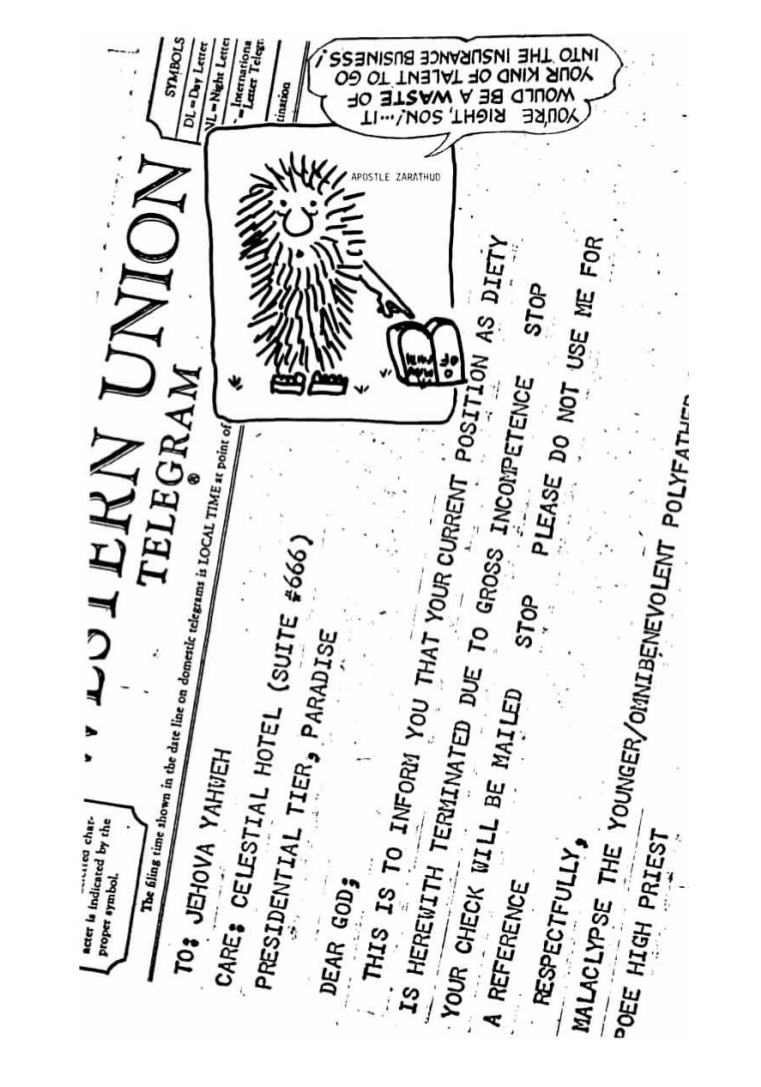 char-
acter is indicated by the
proper symbol.
WESTERN UNION
TELEGRAM
®
SYMBOLS
DL=Day Letter
NL=Night Letter
=International
Letter Telegr.
tination
The filing time shown in the date line on domestic telegrams is LOCAL TIME at point of
YOU'RE RIGHT, SON!...IT
WOULD BE A WASTE OF
YOUR KIND OF TALENT TO GO
INTO THE INSURANCE BUSINESS!
APOSTLE ZARATHUD
TO: JEHOVA YAHWEH
CARE: CELESTIAL HOTEL (SUITE #666)
PRESIDENTIAL TIER, PARADISE
DEAR GOD;
THIS IS TO INFORM YOU THAT YOUR CURRENT POSITION AS DIETY
IS HEREWITH TERMINATED DUE TO GROSS INCOMPETENCE STOP
YOUR CHECK WILL BE MAILED STOP PLEASE DO NOT USE ME FOR
A REFERENCE
RESPECTFULLY,
MALACLYPSE THE YOUNGER/OMNIBENEVOLENT POLYFATHER
POEE HIGH PRIEST